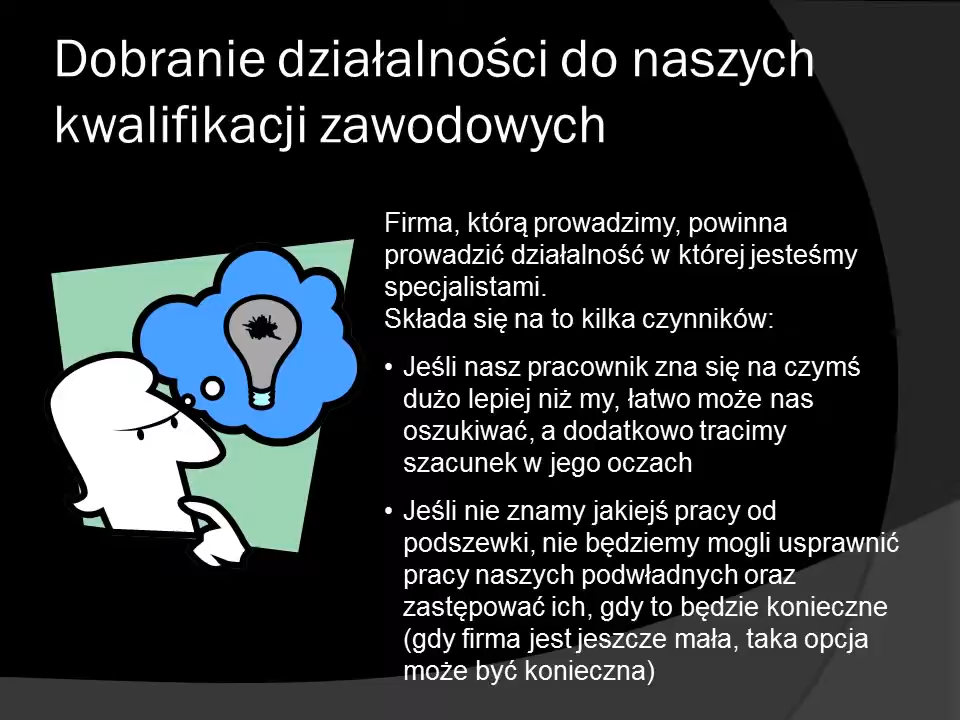 Dobranie działalności do naszych
kwalifikacji zawodowych
Firma, którą prowadzimy, powinna
prowadzić działalność w której jesteśmy
specjalistami.
Składa się na to kilka czynników:
• Jeśli nasz pracownik zna się na czymś
dużo lepiej niż my, łatwo może nas
oszukiwać, a dodatkowo tracimy
szacunek w jego oczach
• Jeśli nie znamy jakiejś pracy od
podszewki, nie będziemy mogli usprawnić
pracy naszych podwładnych oraz
zastępować ich, gdy to będzie konieczne
(gdy firma jest jeszcze mała, taka opcja
może być konieczna)